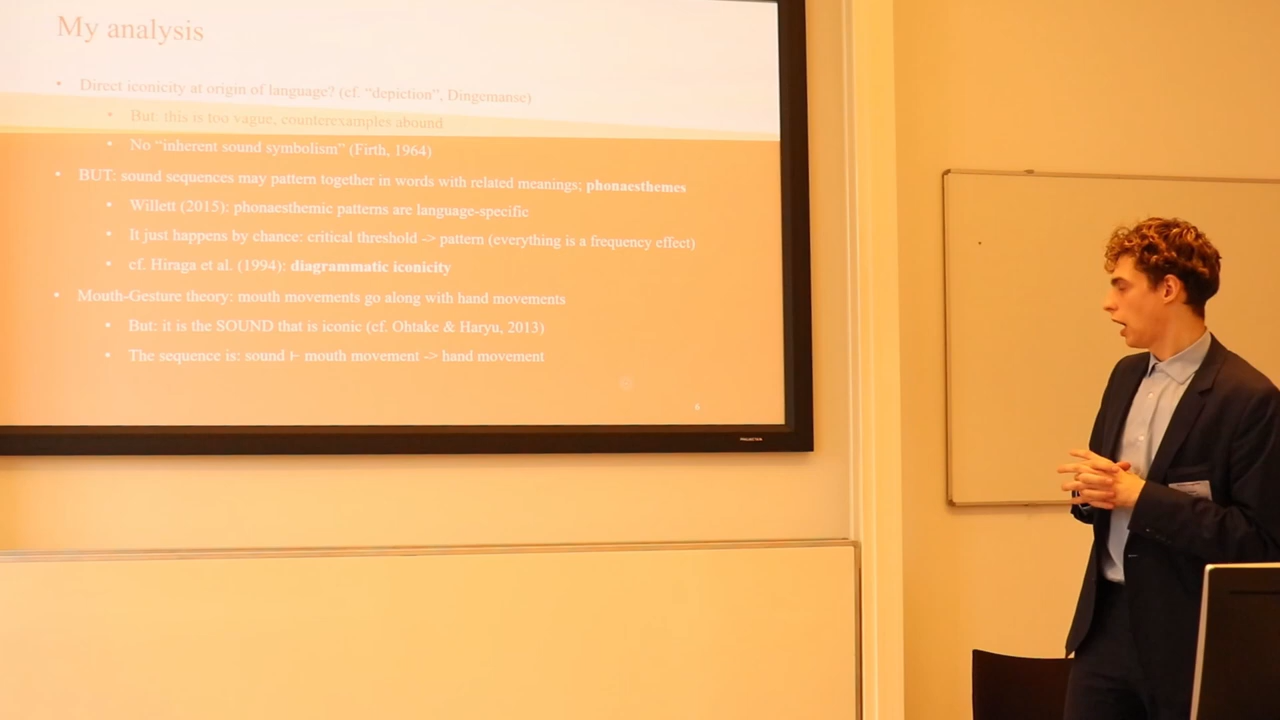 My analysis
• Direct iconicity at origin of language? (cf. “depiction”, Dingemanse)
• But: this is too vague, counterexamples abound
• No “inherent sound symbolism” (Firth, 1964)
• BUT: sound sequences may pattern together in words with related meanings; phonaesthemes
• Willett (2015): phonaesthemic patterns are language-specific
• It just happens by chance: critical threshold -> pattern (everything is a frequency effect)
• cf. Hiraga et al. (1994): diagrammatic iconicity
• Mouth-Gesture theory: mouth movements go along with hand movements
• But: it is the SOUND that is iconic (cf. Ohtake & Haryu, 2013)
• The sequence is: sound ⊢ mouth movement -> hand movement